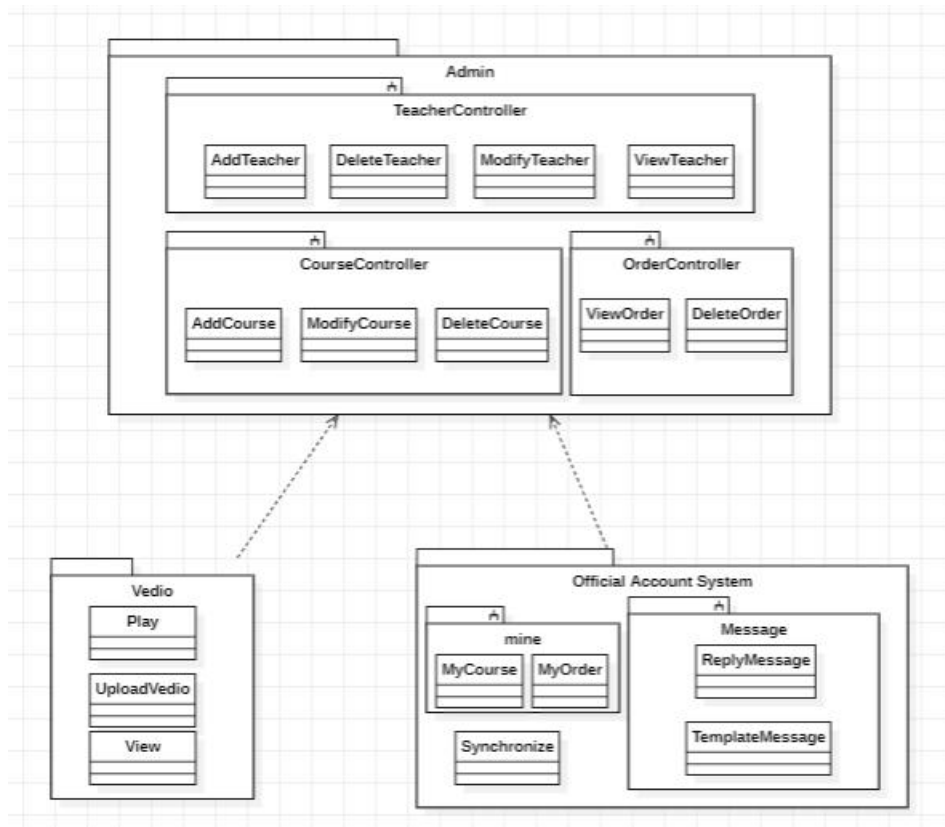 Admin
TeacherController
AddTeacher
DeleteTeacher
ModifyTeacher
ViewTeacher
CourseController
AddCourse
ModifyCourse
DeleteCourse
OrderController
ViewOrder
DeleteOrder
Vedio
Play
UploadVedio
View
Official Account System
mine
MyCourse
MyOrder
Synchronize
Message
ReplyMessage
TemplateMessage